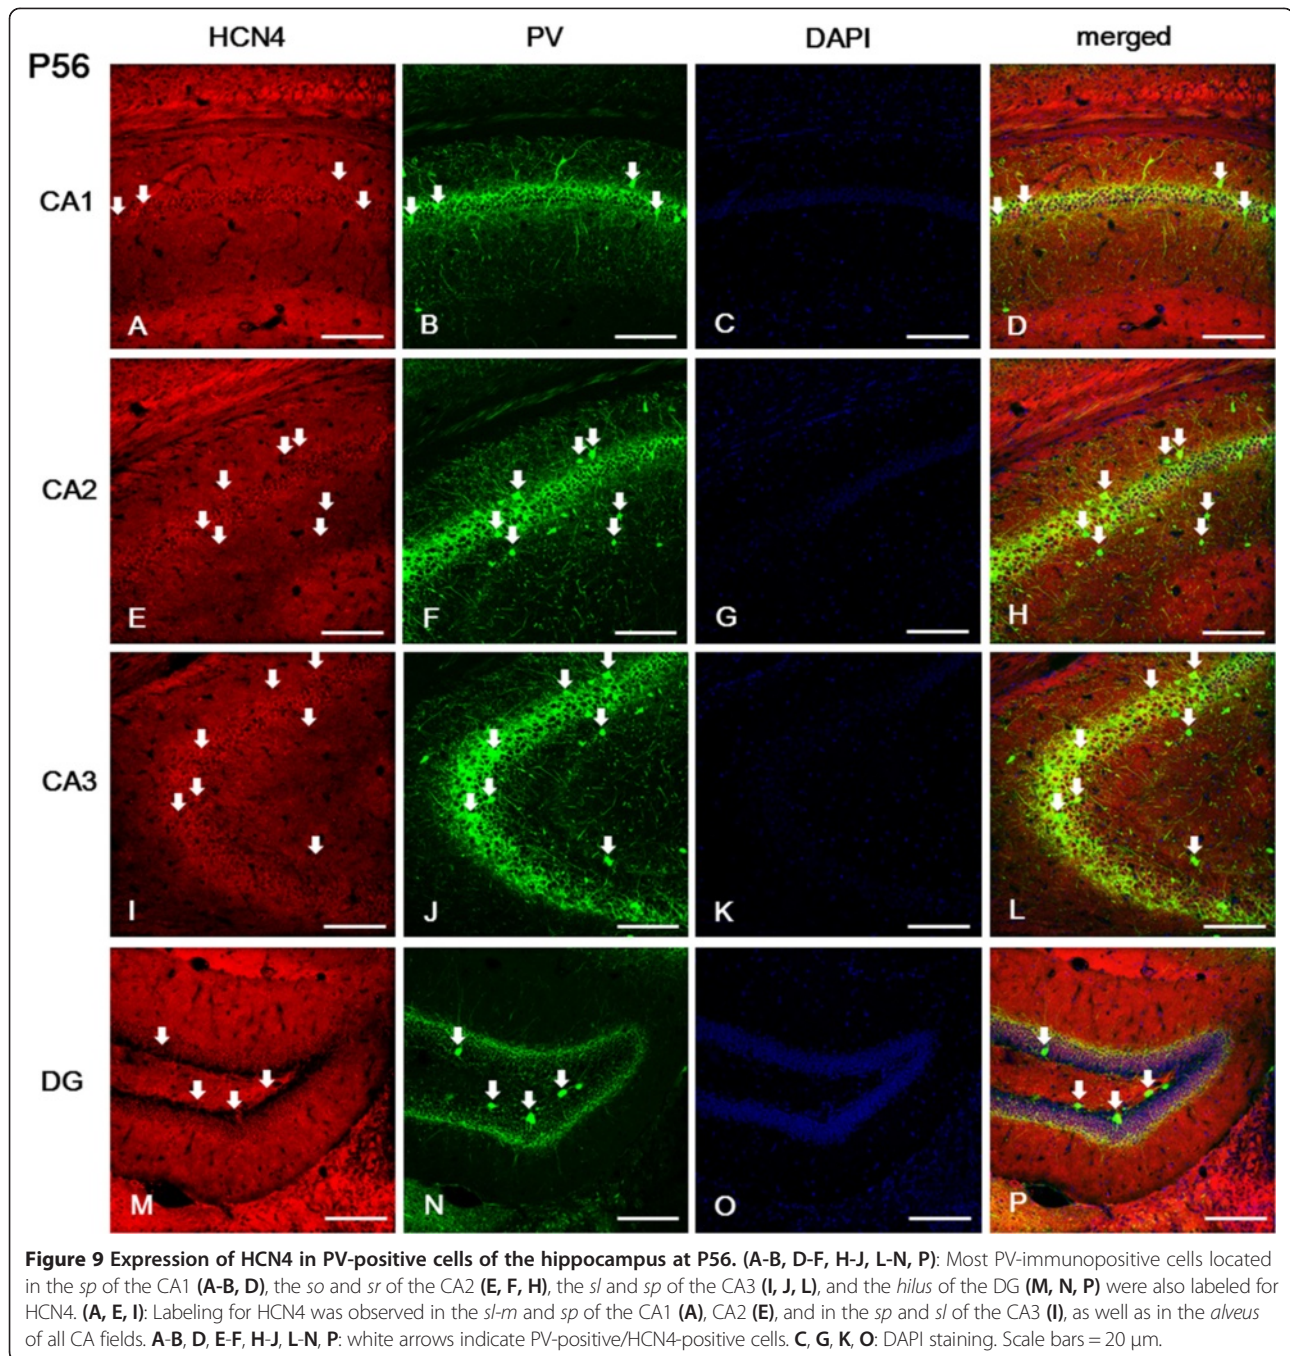 HCN4 PV DAPI merged
P56
CA1
A B C D
CA2
E F G H
CA3
I J K L
DG
M N O P
Figure 9 Expression of HCN4 in PV-positive cells of the hippocampus at P56. (A-B, D-F, H-J, L-N, P): Most PV-immunopositive cells located
in the sp of the CA1 (A-B, D), the so and sr of the CA2 (E, F, H), the sl and sp of the CA3 (I, J, L), and the hilus of the DG (M, N, P) were also labeled for
HCN4. (A, E, I): Labeling for HCN4 was observed in the sl-m and sp of the CA1 (A), CA2 (E), and in the sp and sl of the CA3 (I), as well as in the alveus
of all CA fields. A-B, D, E-F, H-J, L-N, P: white arrows indicate PV-positive/HCN4-positive cells. C, G, K, O: DAPI staining. Scale bars = 20 μm.